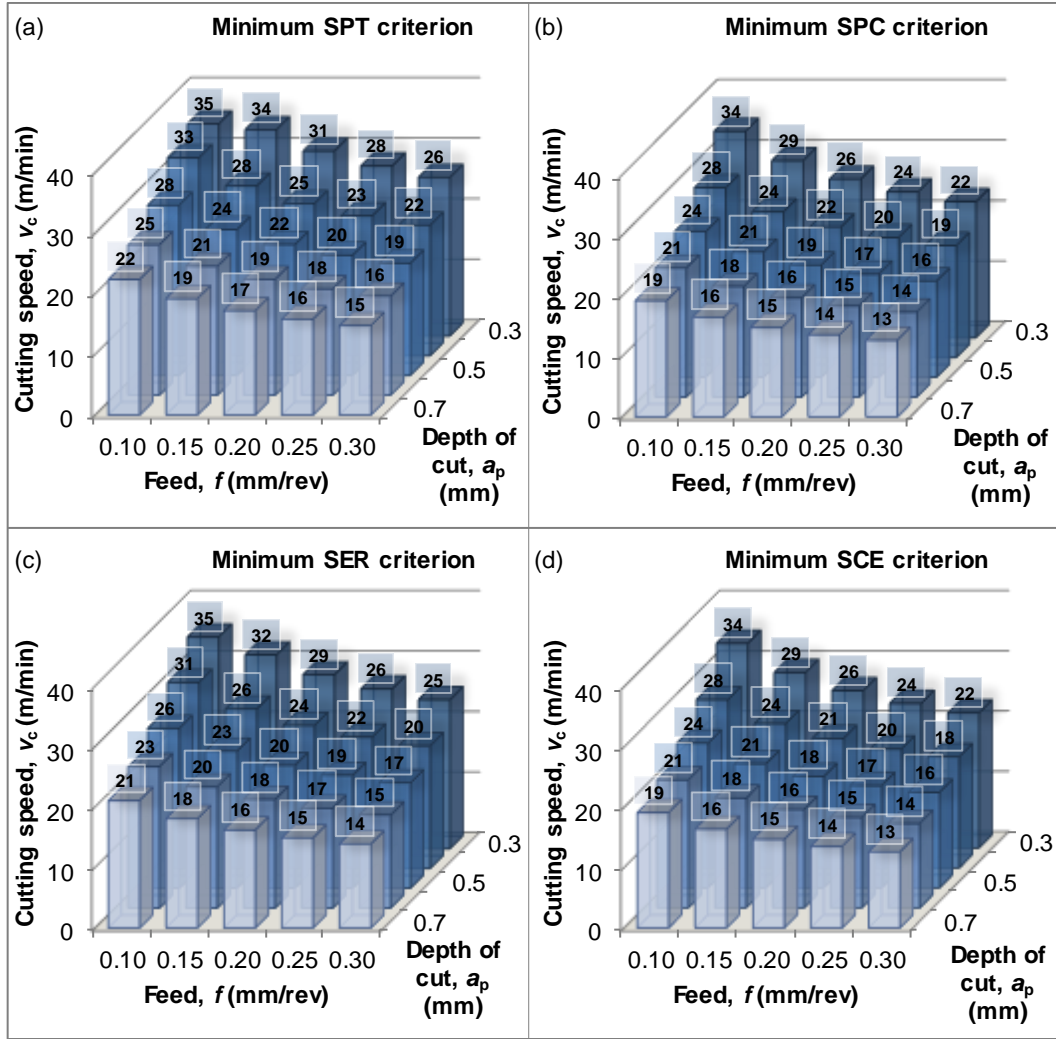 (a) Minimum SPT criterion
Cutting speed, vc (m/min)
40
30
20
10
0
35 34 31 28 26
33 28 25 23 22
28 24 22 20 19
25 21 19 18 16
22 19 17 16 15
0.3
0.5
0.7
0.10 0.15 0.20 0.25 0.30
Feed, f (mm/rev)
Depth of
cut, ap
(mm)
(b) Minimum SPC criterion
Cutting speed, vc (m/min)
40
30
20
10
0
34 29 26 24 22
28 24 22 20 19
24 21 19 17 16
21 18 16 15 14
19 16 15 14 13
0.3
0.5
0.7
0.10 0.15 0.20 0.25 0.30
Feed, f (mm/rev)
Depth of
cut, ap
(mm)
(c) Minimum SER criterion
Cutting speed, vc (m/min)
40
30
20
10
0
35 32 29 26 25
31 26 24 22 20
26 23 20 19 17
23 20 18 17 15
21 18 16 15 14
0.3
0.5
0.7
0.10 0.15 0.20 0.25 0.30
Feed, f (mm/rev)
Depth of
cut, ap
(mm)
(d) Minimum SCE criterion
Cutting speed, vc (m/min)
40
30
20
10
0
34 29 26 24 22
28 24 21 20 18
24 21 18 17 16
21 18 16 15 14
19 16 15 14 13
0.3
0.5
0.7
0.10 0.15 0.20 0.25 0.30
Feed, f (mm/rev)
Depth of
cut, ap
(mm)